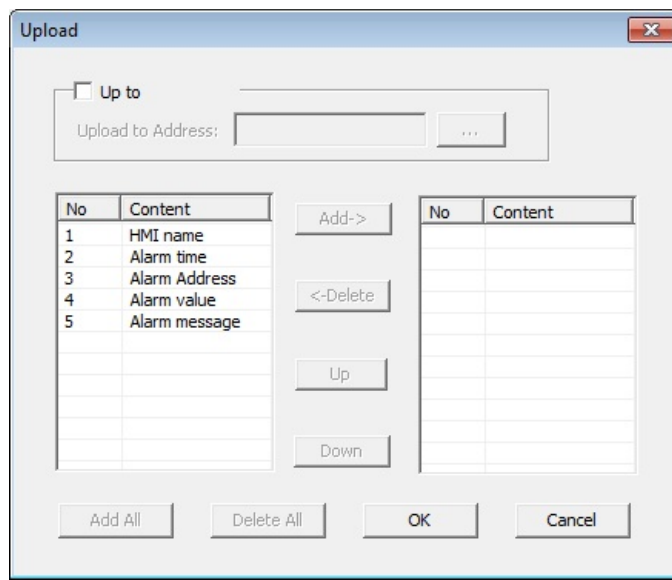 Upload
Up to
Upload to Address:
...
No Content
1 HMI name
2 Alarm time
3 Alarm Address
4 Alarm value
5 Alarm message
Add->
<-Delete
Up
Down
No Content
Add All
Delete All
OK
Cancel